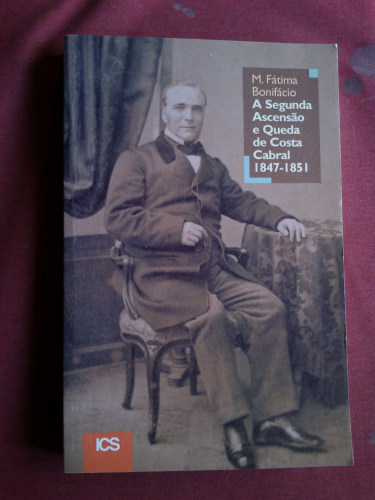 M. Fátima
Bonifácio
A Segunda
Ascensão
e Queda
de Costa
Cabral
1847-1851
ICS